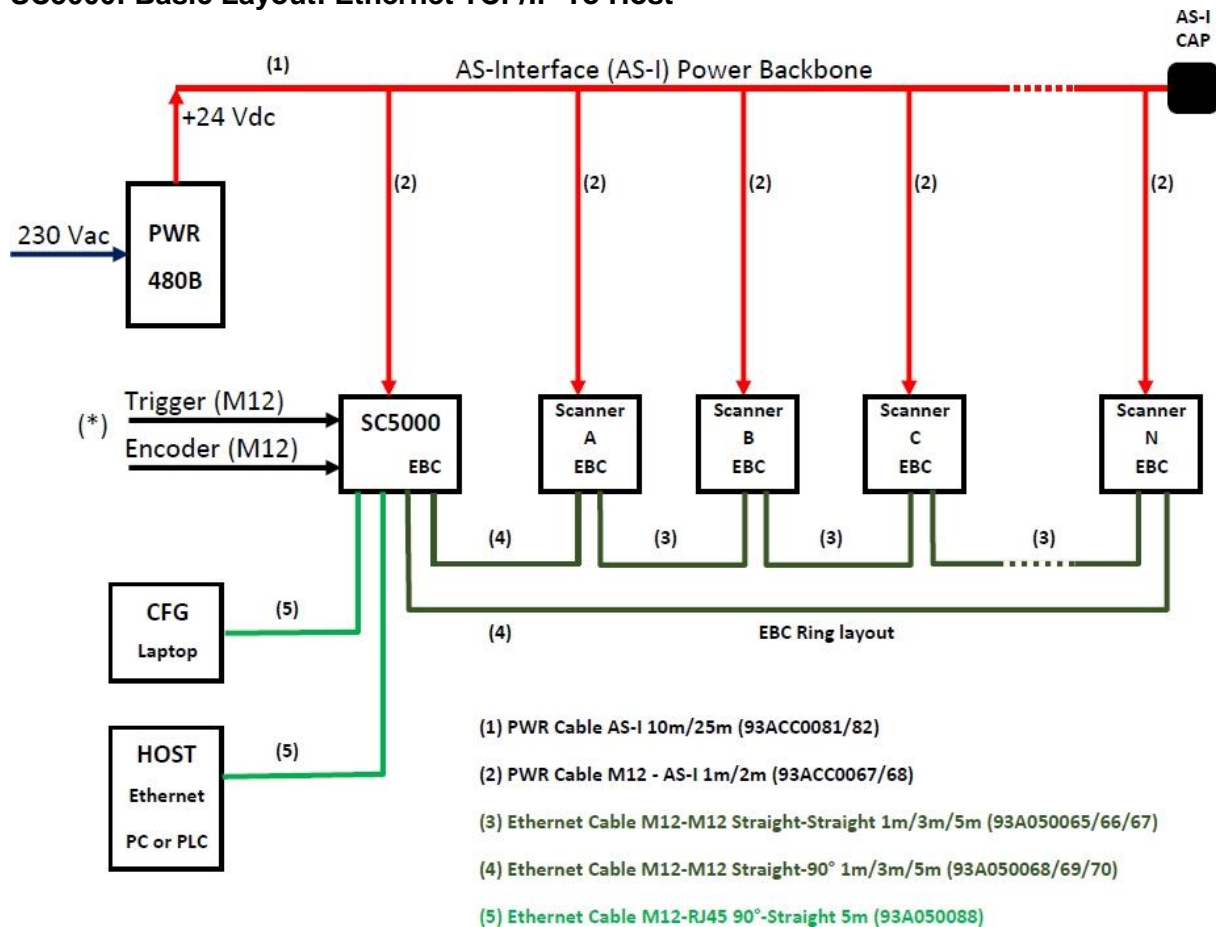 SC5000: Basic Layout: Ethernet TCP/IP To Host
AS-I
CAP
(1)
AS-Interface (AS-I) Power Backbone
+24 Vdc
(2)
(2)
(2)
(2)
(2)
230 Vac
PWR
480B
(*)
Trigger (M12)
Encoder (M12)
SC5000
EBC
Scanner
A
EBC
Scanner
B
EBC
Scanner
C
EBC
Scanner
N
EBC
(4)
(3)
(3)
(3)
CFG
Laptop
(5)
(4)
EBC Ring layout
HOST
Ethernet
PC or PLC
(5)
(1) PWR Cable AS-I 10m/25m (93ACC0081/82)
(2) PWR Cable M12 - AS-I 1m/2m (93ACC0067/68)
(3) Ethernet Cable M12-M12 Straight-Straight 1m/3m/5m (93A050065/66/67)
(4) Ethernet Cable M12-M12 Straight-90° 1m/3m/5m (93A050068/69/70)
(5) Ethernet Cable M12-RJ45 90°-Straight 5m (93A050088)